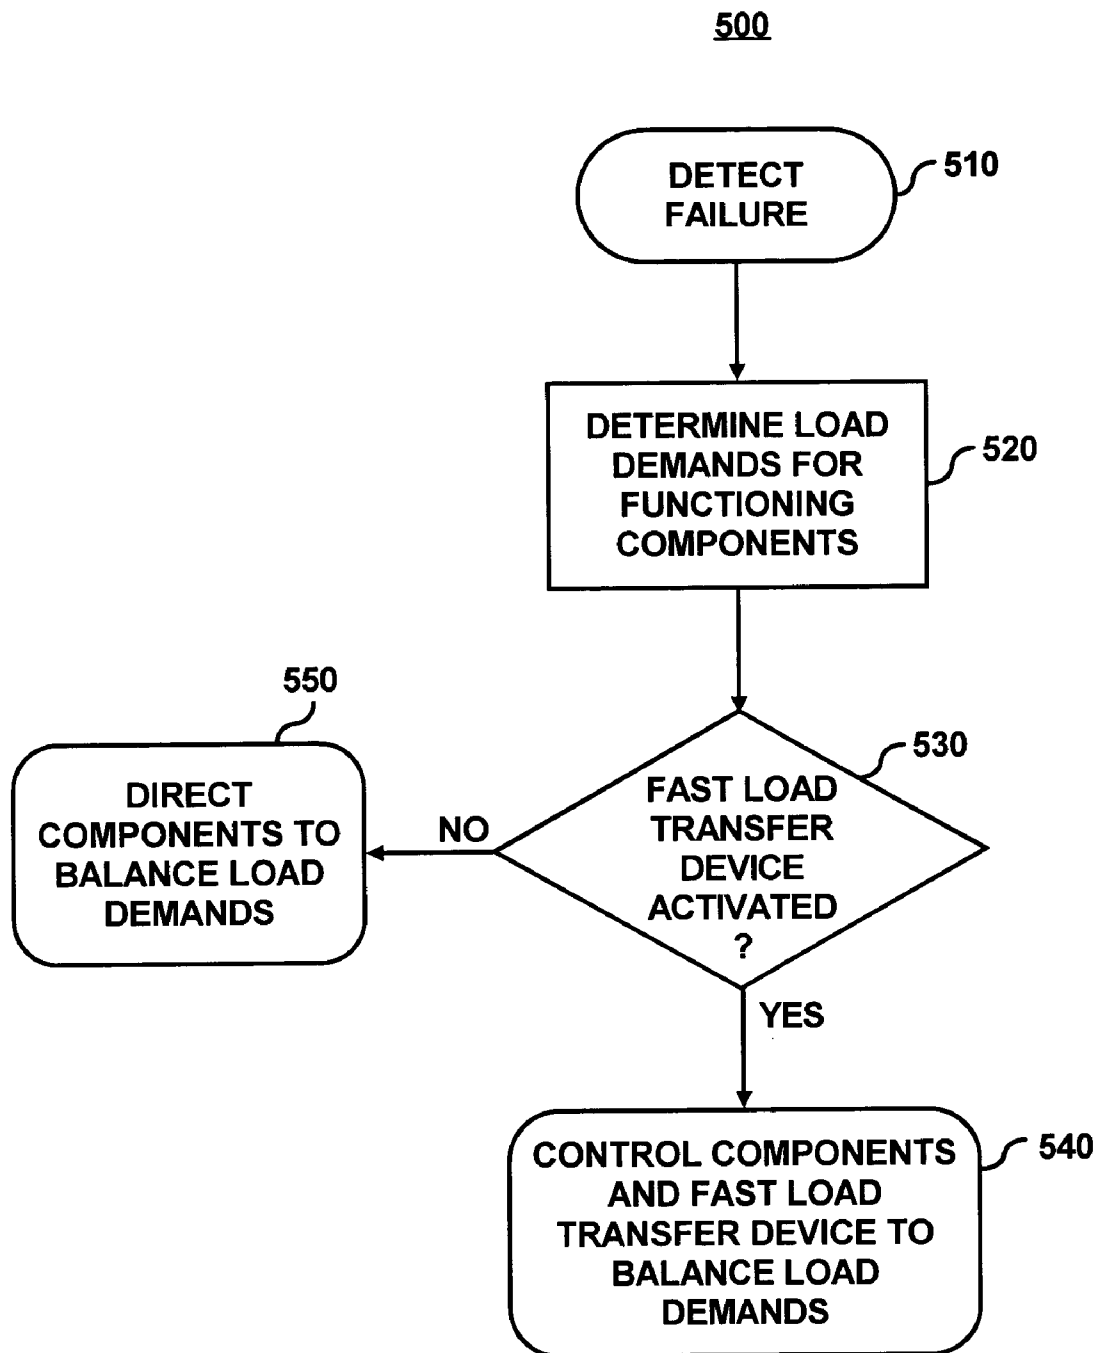 500
DETECT
FAILURE
510
DETERMINE LOAD
DEMANDS FOR
FUNCTIONING
COMPONENTS
520
550
DIRECT
COMPONENTS TO
BALANCE LOAD
DEMANDS
NO
530
FAST LOAD
TRANSFER
DEVICE
ACTIVATED
?
YES
CONTROL COMPONENTS
AND FAST LOAD
TRANSFER DEVICE TO
BALANCE LOAD
DEMANDS
540